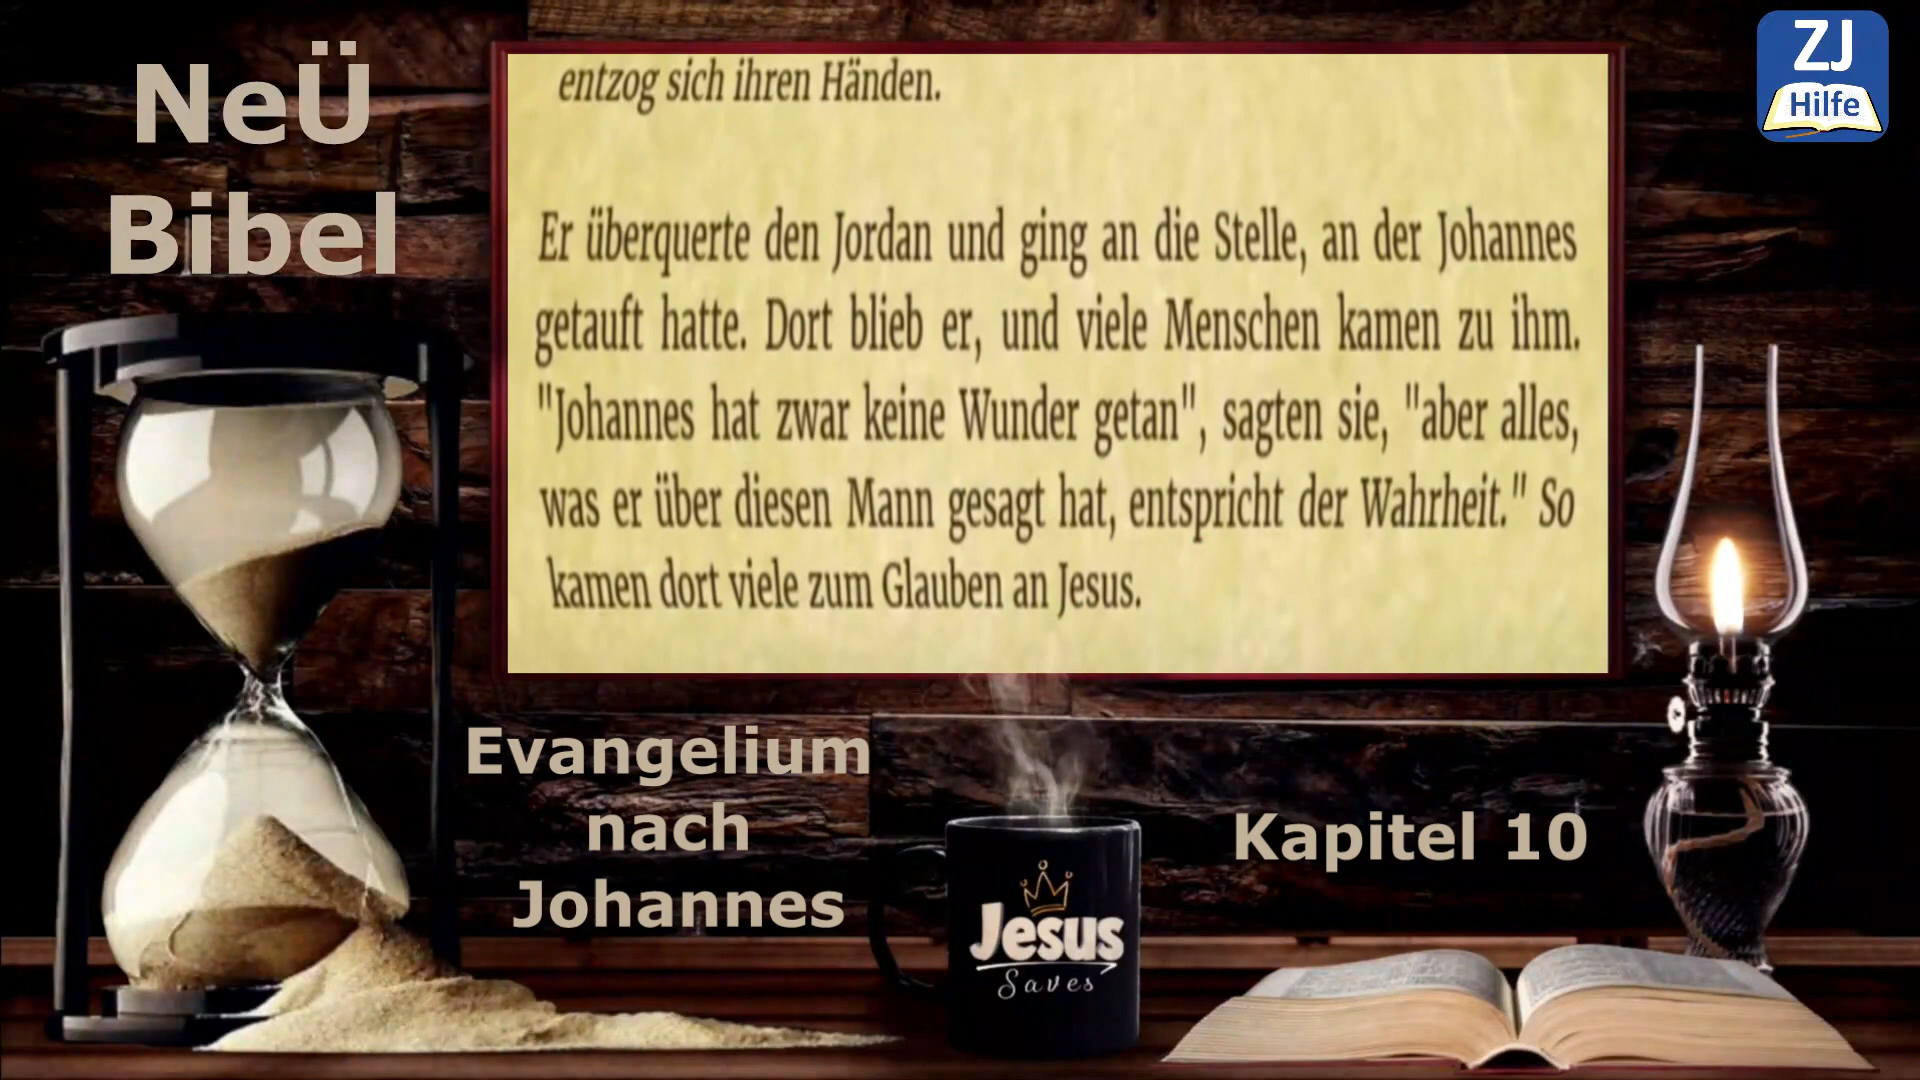 NeÜ
Bibel
ZJ
Hilfe
entzog sich ihren Händen.
Er überquerte den Jordan und ging an die Stelle, an der Johannes
getauft hatte. Dort blieb er, und viele Menschen kamen zu ihm.
"Johannes hat zwar keine Wunder getan", sagten sie, "aber alles,
was er über diesen Mann gesagt hat, entspricht der Wahrheit." So
kamen dort viele zum Glauben an Jesus.
Evangelium
nach
Johannes
Kapitel 10
Jesus
Saves